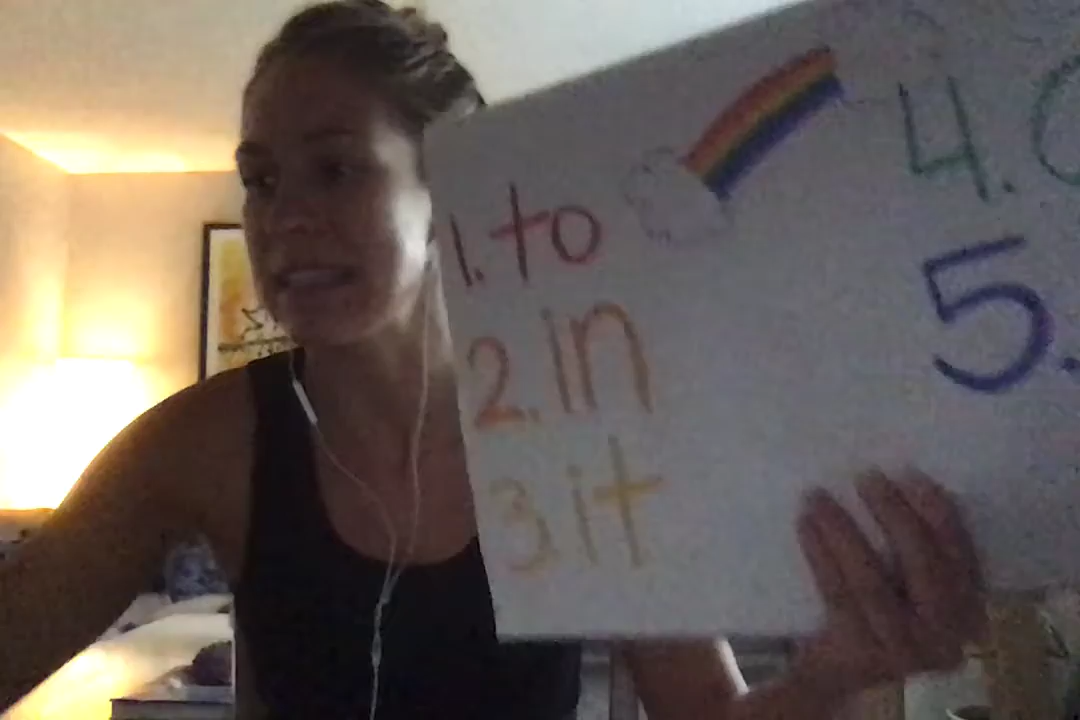 1. to
2. in
3. it
4.
5.